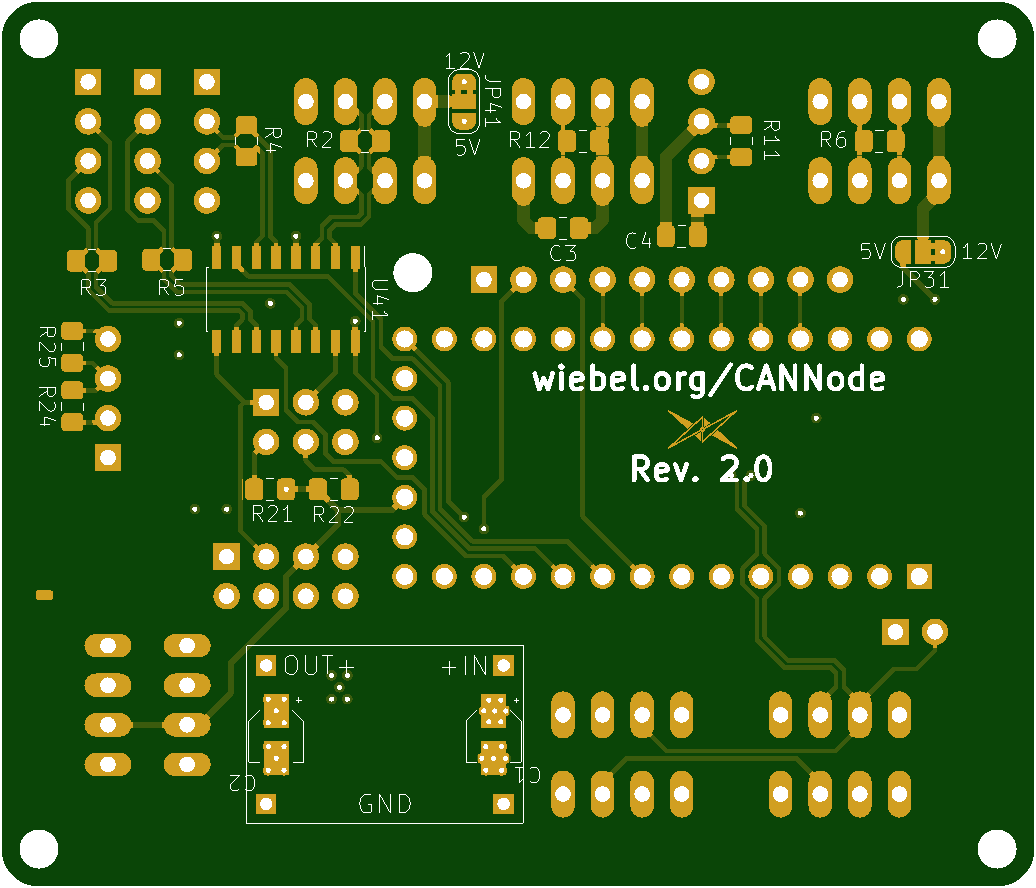 12V
JP41
5V
R4
R2
R12
R11
R6
C3
C4
5V
12V
JP31
R3
R5
U41
R25
R24
wiebel.org/CANNode
Rev. 2.0
R21
R22
OUT+
+IN
+
+
C2
C1
GND